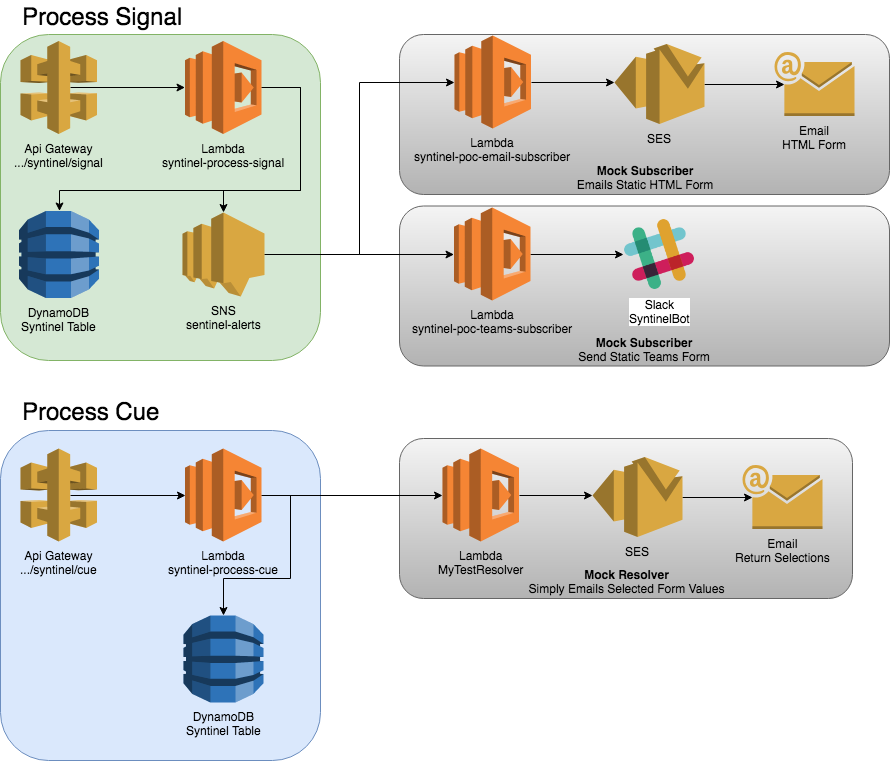 Process Signal
Api Gateway
.../syntinel/signal
Lambda
syntinel-process-signal
DynamoDB
Syntinel Table
SNS
sentinel-alerts
Lambda
syntinel-poc-email-subscriber
SES
@
Email
HTML Form
Mock Subscriber
Emails Static HTML Form
Lambda
syntinel-poc-teams-subscriber
Slack
SyntinelBot
Mock Subscriber
Send Static Teams Form
Process Cue
Api Gateway
.../syntinel/cue
Lambda
syntinel-process-cue
DynamoDB
Syntinel Table
Lambda
MyTestResolver
SES
@
Email
Return Selections
Mock Resolver
Simply Emails Selected Form Values